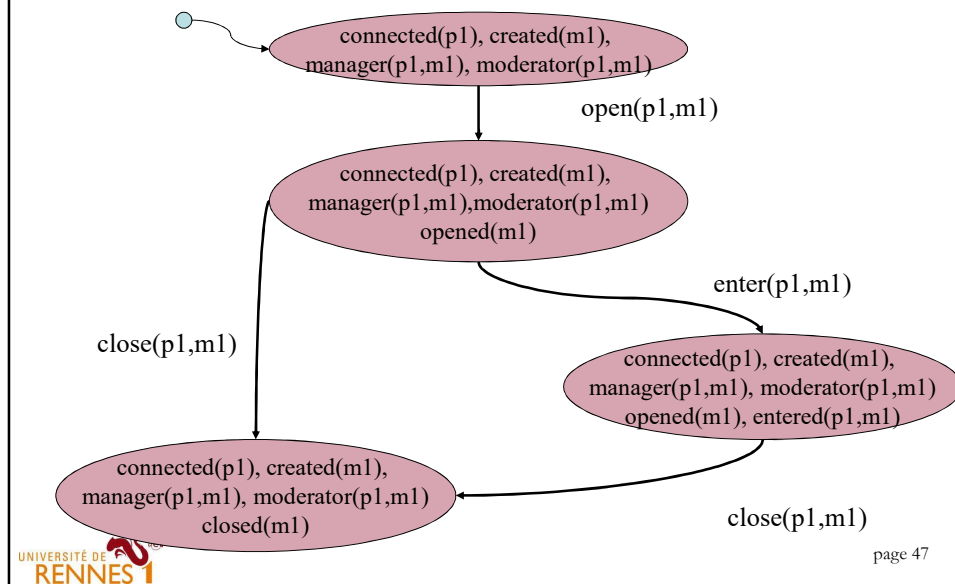 connected(p1), created(m1),
manager(p1,m1), moderator(p1,m1)
open(p1,m1)
connected(p1), created(m1),
manager(p1,m1),moderator(p1,m1)
opened(m1)
enter(p1,m1)
close(p1,m1)
connected(p1), created(m1),
manager(p1,m1), moderator(p1,m1)
opened(m1), entered(p1,m1)
connected(p1), created(m1),
manager(p1,m1), moderator(p1,m1)
closed(m1)
close(p1,m1)
UNIVERSITÉ DE
RENNES 1
page 47